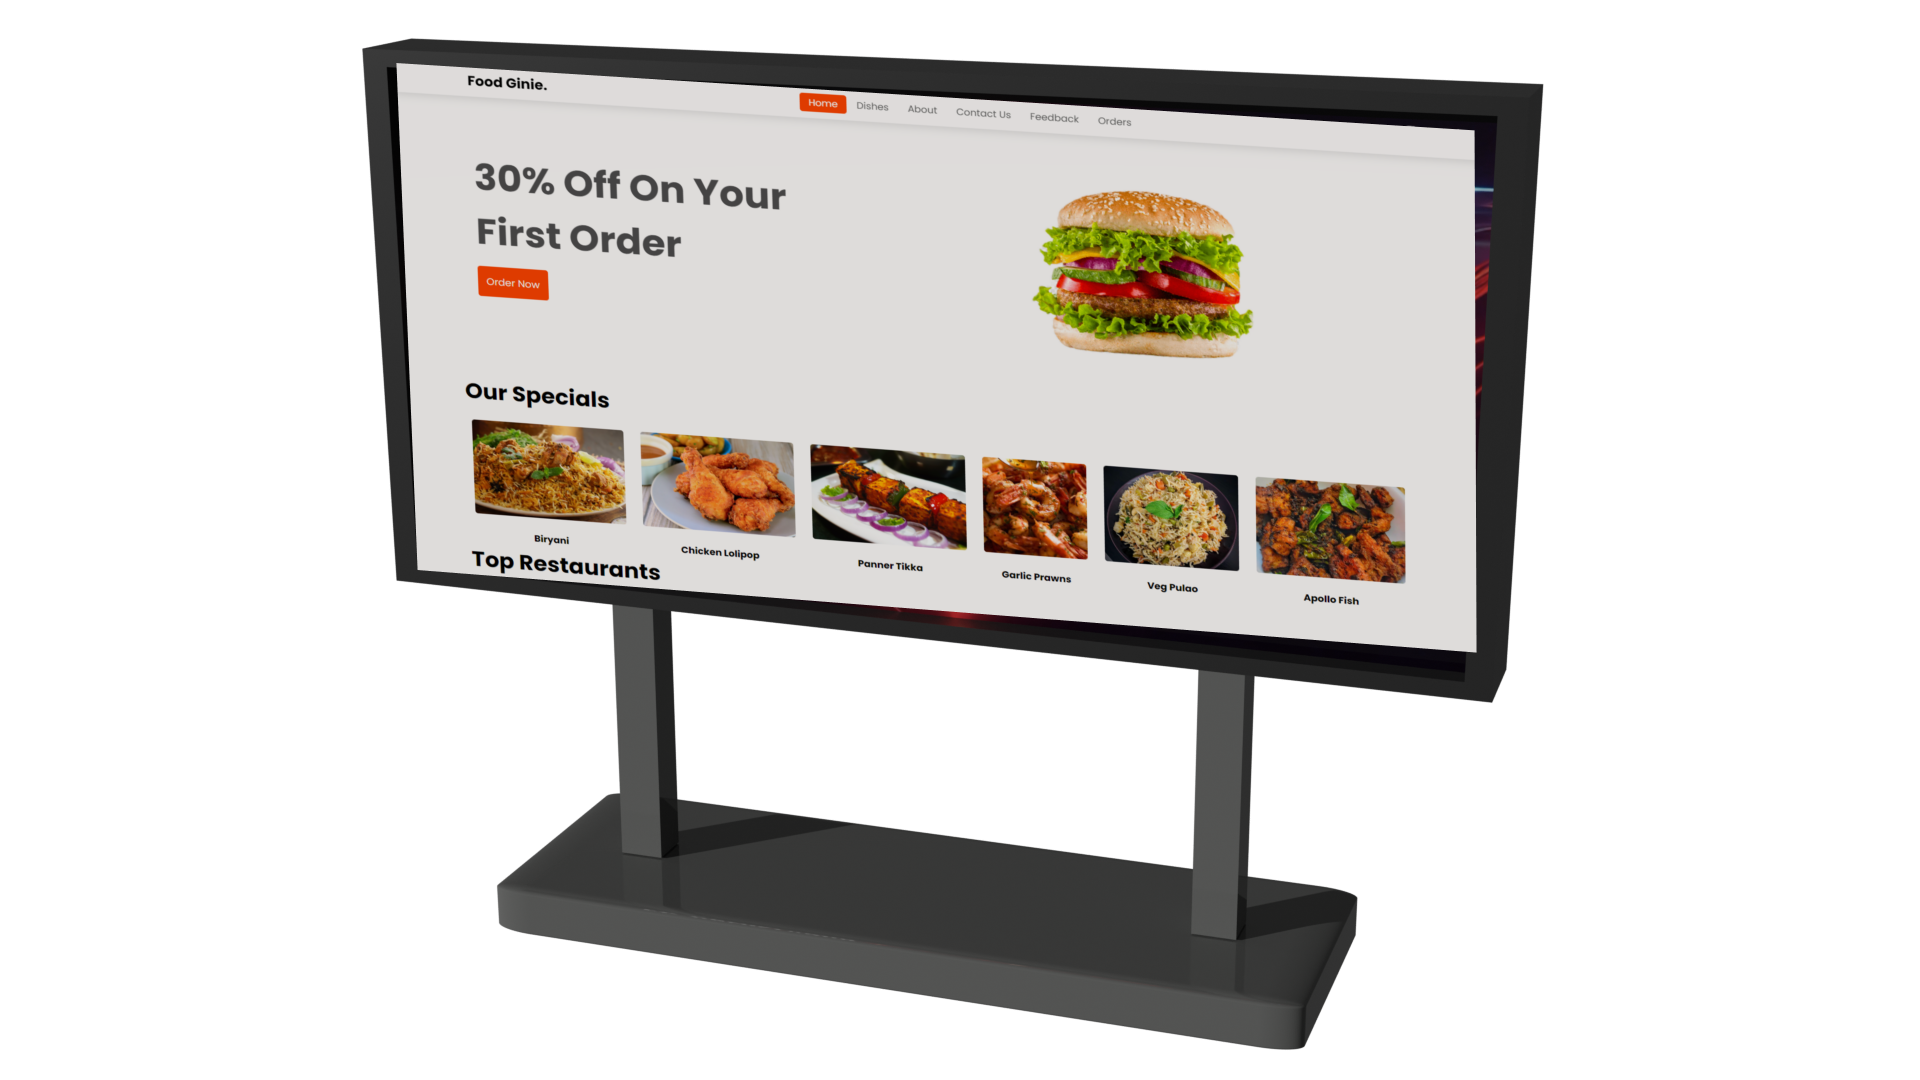 Food Ginie.
Home Dishes About Contact Us Feedback Orders
30% Off On Your
First Order
Order Now
Our Specials
Biryani
Chicken Lolipop
Panner Tikka
Garlic Prawns
Veg Pulao
Apollo Fish
Top Restaurants